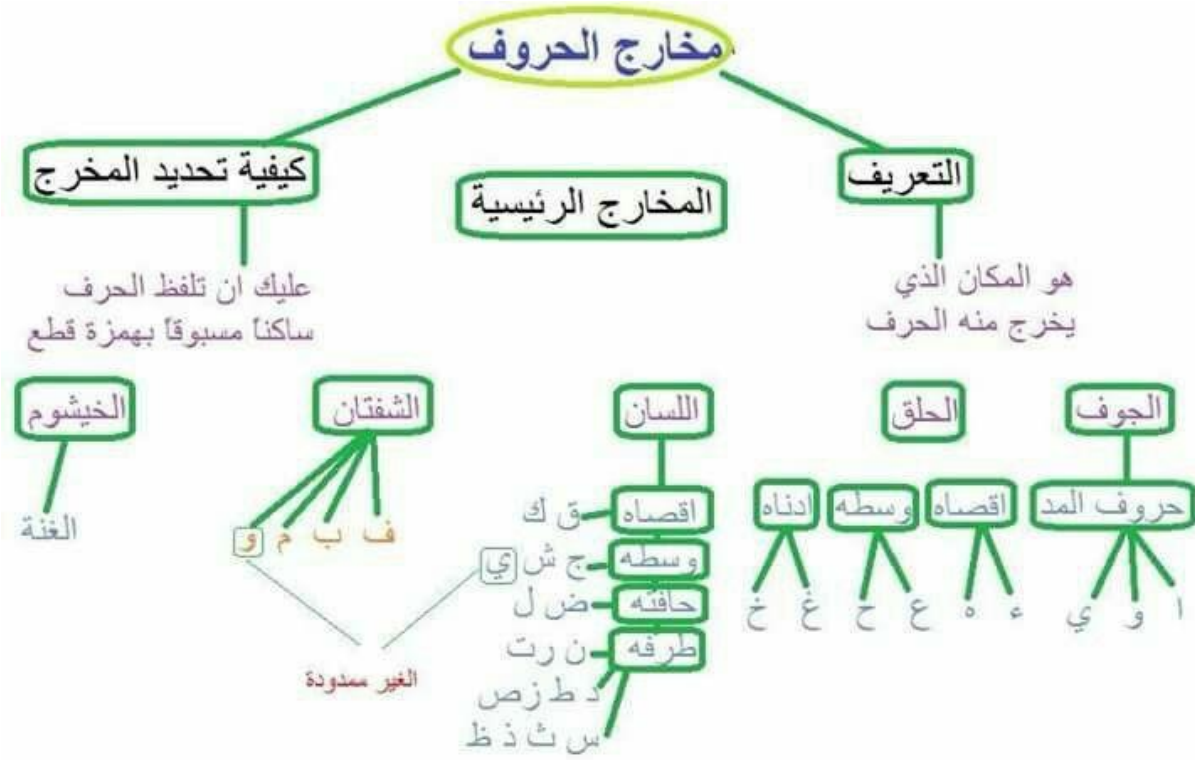 مخارج الحروف
التعريف
المخارج الرئيسية
كيفية تحديد المخرج
هو المكان الذي
يخرج منه الحرف
عليك ان تلفظ الحرف
ساكناً مسبوقاً بهمزة قطع
الجوف
الحلق
اللسان
الشفتان
الخيشوم
حروف المد
ا و ي
اقصاه
ء ه
وسطه
ع ح
ادناه
غ خ
اقصاه ق ك
وسطه ج ش ي
حافته ض ل
طرفه ن ر ت
د ط ز ص
س ث ذ ظ
ف ب م و
الغنة
الغير ممدودة